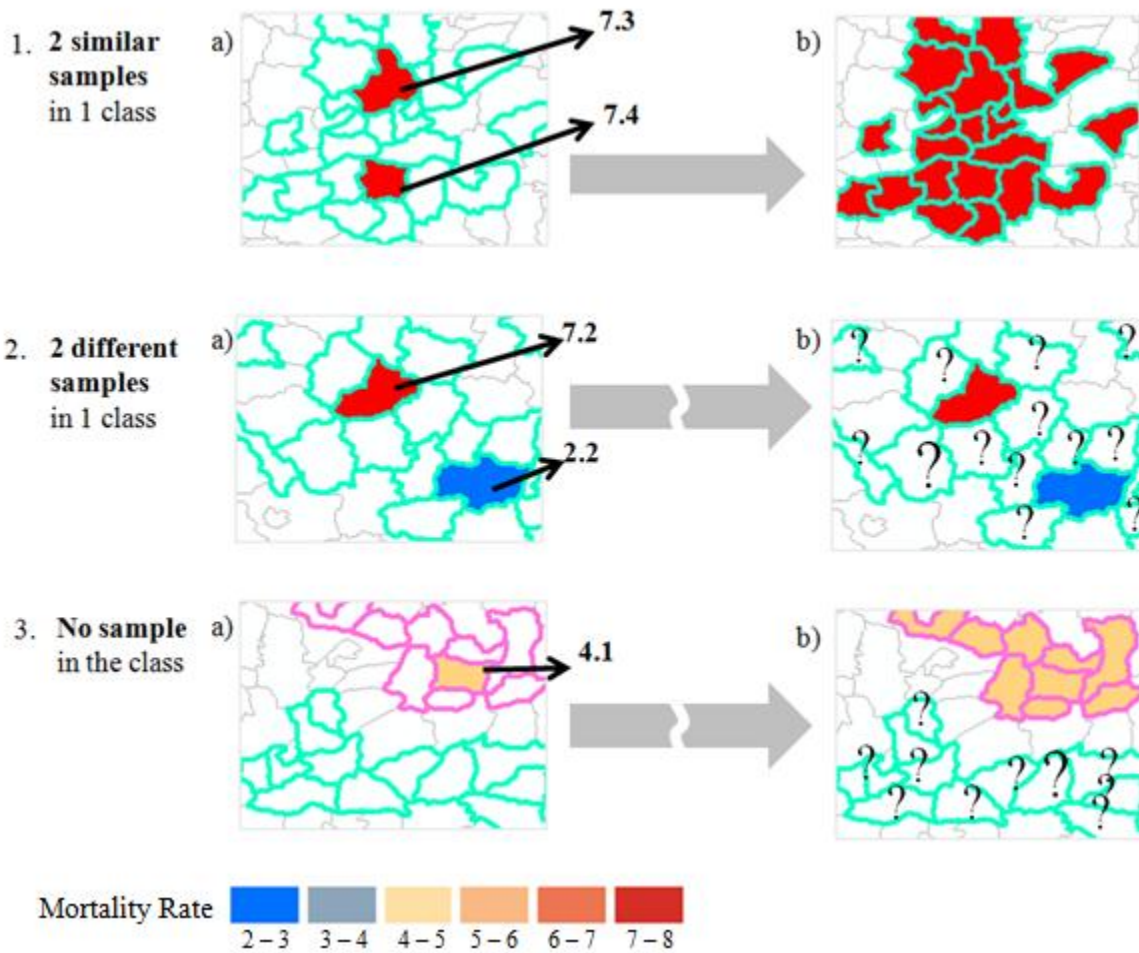 1. 2 similar samples in 1 class
a)
7.3
7.4
b)
2. 2 different samples in 1 class
a)
7.2
2.2
b)
? ? ? ?
?
? ? ? ? ? ?
? ?
3. No sample in the class
a)
4.1
b)
?
? ? ? ? ?
?
? ? ?
Mortality Rate
2 – 3 3 – 4 4 – 5 5 – 6 6 – 7 7 – 8